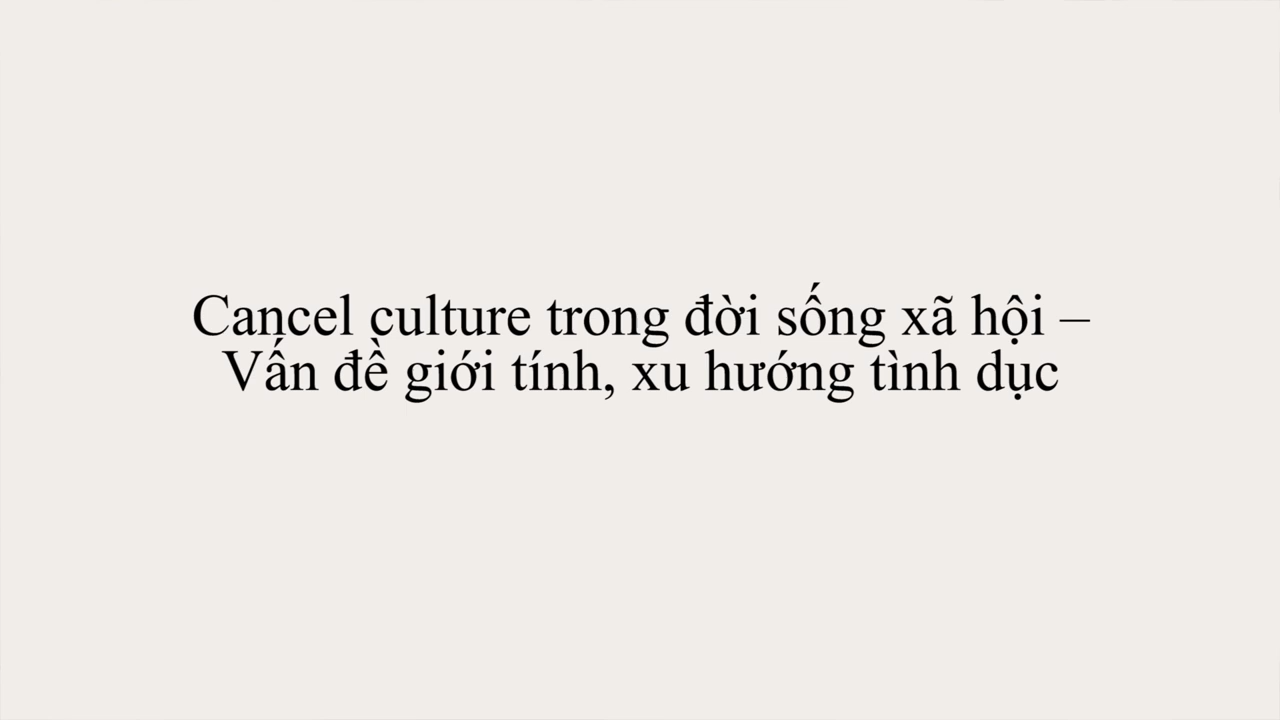 Cancel culture trong đời sống xã hội –
Vấn đề giới tính, xu hướng tình dục